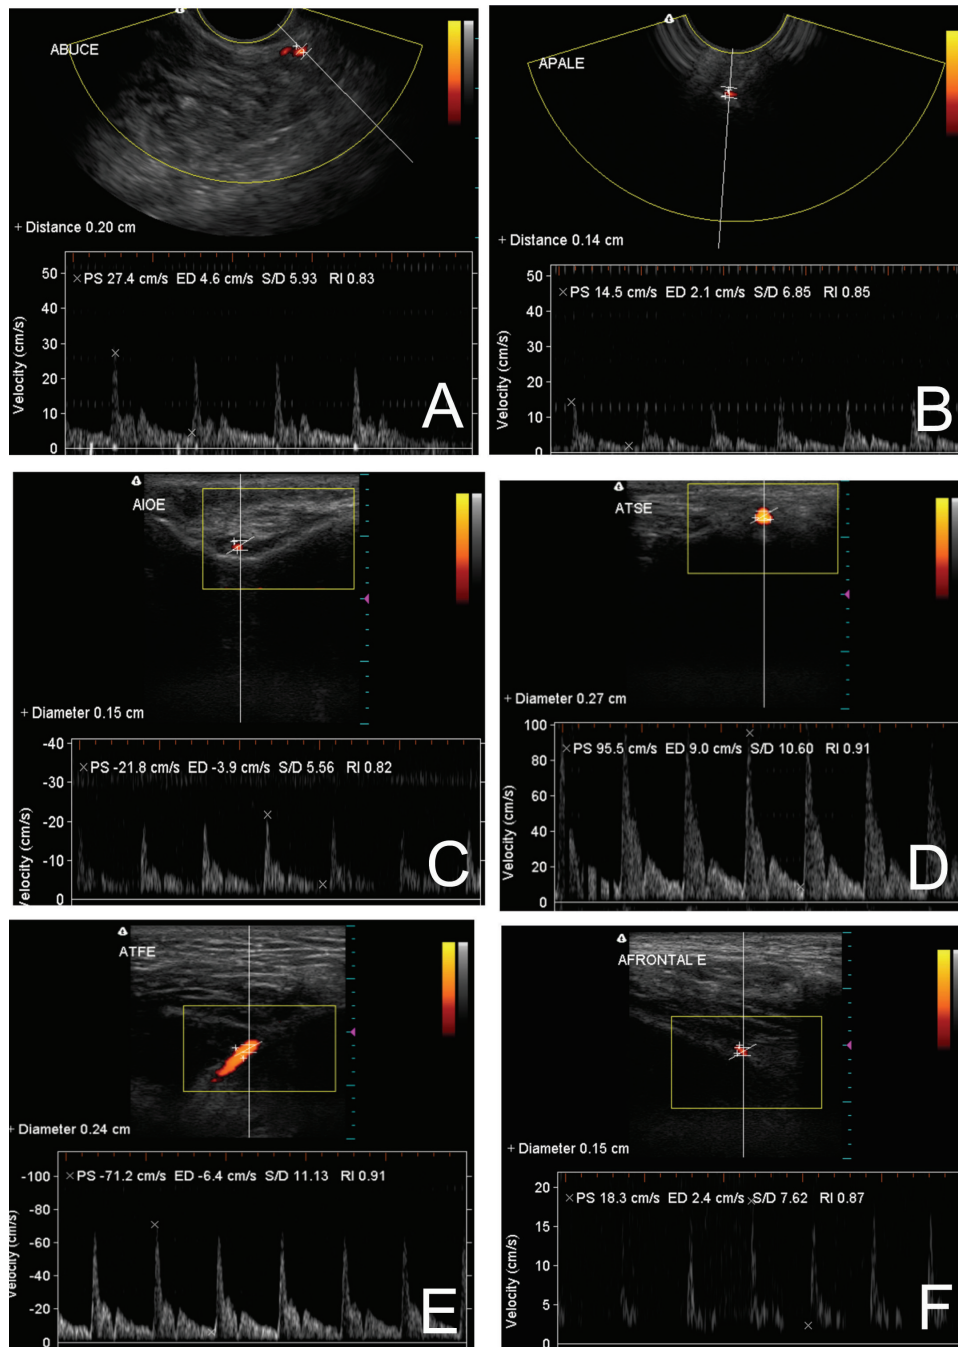 ABUCE
+ Distance 0.20 cm
PS 27.4 cm/s ED 4.6 cm/s S/D 5.93 RI 0.83
Velocity (cm/s)
50
40
30
20
10
0
A
APALE
+ Distance 0.14 cm
PS 14.5 cm/s ED 2.1 cm/s S/D 6.85 RI 0.85
Velocity (cm/s)
50
40
30
20
10
0
B
AIOE
+ Diameter 0.15 cm
PS -21.8 cm/s ED -3.9 cm/s S/D 5.56 RI 0.82
Velocity (cm/s)
-40
-30
-20
-10
0
C
ATSE
+ Diameter 0.27 cm
PS 95.5 cm/s ED 9.0 cm/s S/D 10.60 RI 0.91
Velocity (cm/s)
100
80
60
40
20
0
D
ATFE
+ Diameter 0.24 cm
PS -71.2 cm/s ED -6.4 cm/s S/D 11.13 RI 0.91
Velocity (cm/s)
-100
-80
-60
-40
-20
0
E
AFRONTAL E
+ Diameter 0.15 cm
PS 18.3 cm/s ED 2.4 cm/s S/D 7.62 RI 0.87
Velocity (cm/s)
20
15
10
5
0
F